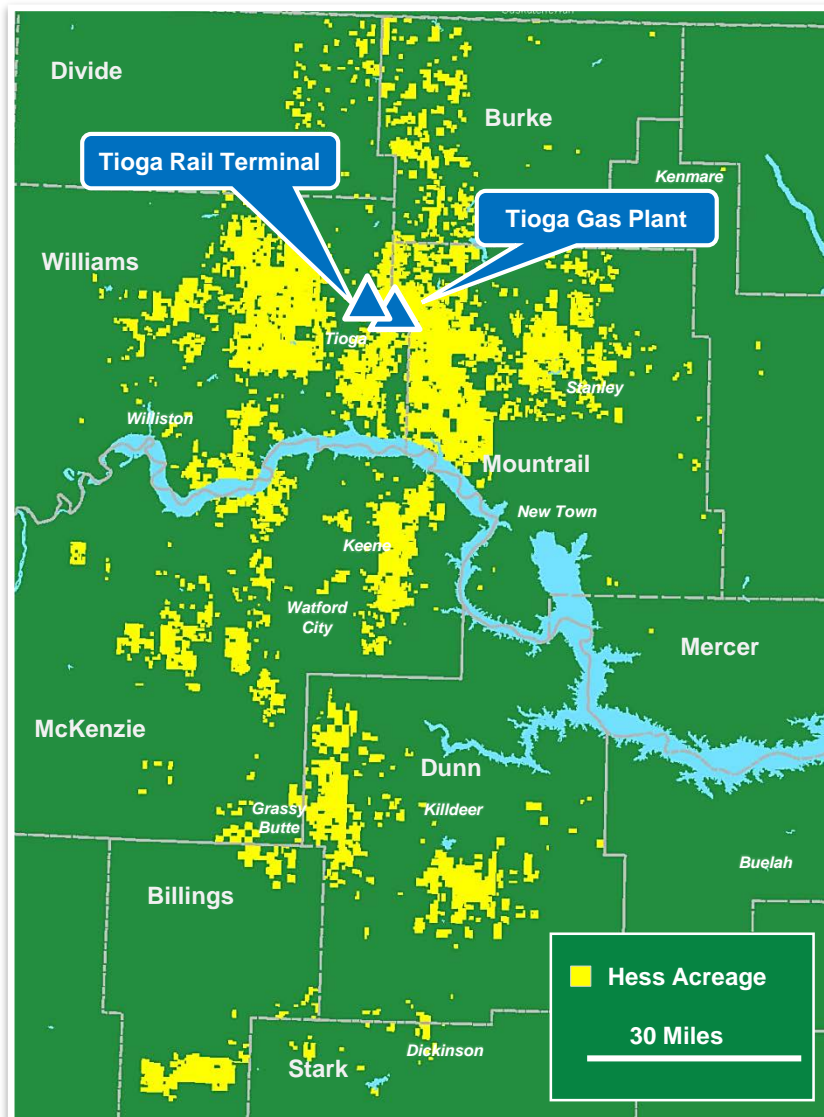 Saskatchewan
Divide
Burke
Tioga Rail Terminal
Kenmare
Tioga Gas Plant
Williams
Tioga
Stanley
Williston
Mountrail
New Town
Keene
Watford
City
Mercer
McKenzie
Dunn
Grassy
Butte
Killdeer
Buelah
Billings
Hess Acreage
30 Miles
Dickinson
Stark